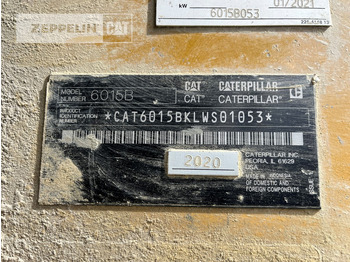 kW 01/2021
6015B053
ZEPPELIN CAT
CAT CATERPILLAR
MODEL NUMBER 6015B CAT CATERPILLAR
PRODUCT IDENTIFICATION NUMBER
*CAT6015BKLWS01053*
2020
CATERPILLAR INC.
PEORIA, IL 61629
USA
MADE IN INDONESIA
OF DOMESTIC AND
FOREIGN COMPONENTS